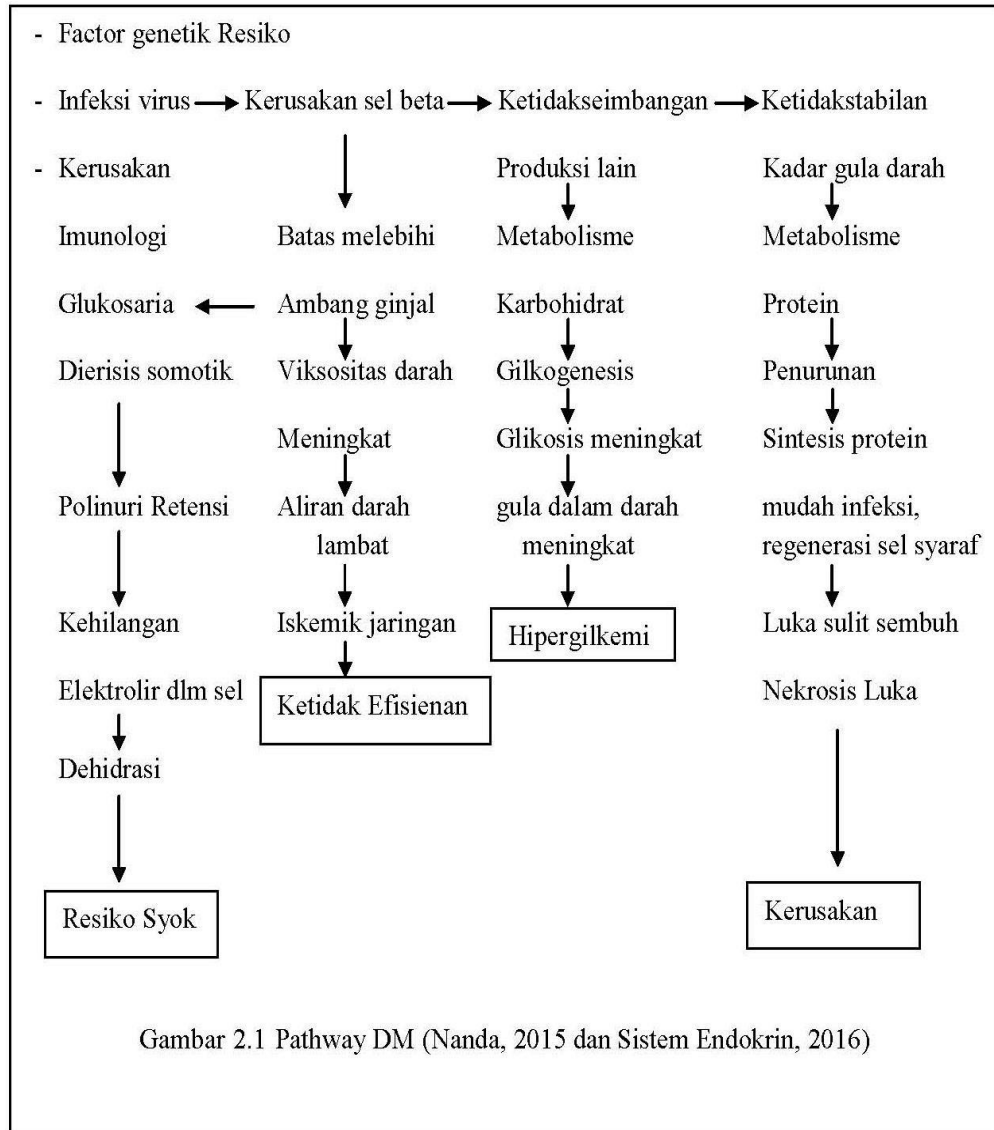 - Factor genetik Resiko
- Infeksi virus Kerusakan sel beta Ketidakseimbangan Ketidakstabilan
- Kerusakan Produksi lain Kadar gula darah
Imunologi Batas melebihi Metabolisme Metabolisme
Glukosaria Ambang ginjal Karbohidrat Protein
Dierisis somotik Viksositas darah Gilkogenesis Penurunan
Meningkat Glikosis meningkat Sintesis protein
Polinuri Retensi Aliran darah gula dalam darah mudah infeksi,
lambat meningkat regenerasi sel syaraf
Kehilangan Iskemik jaringan Hipergilkemi Luka sulit sembuh
Elektrolir dlm sel Ketidak Efisienan Nekrosis Luka
Dehidrasi
Resiko Syok Kerusakan
Gambar 2.1 Pathway DM (Nanda, 2015 dan Sistem Endokrin, 2016)